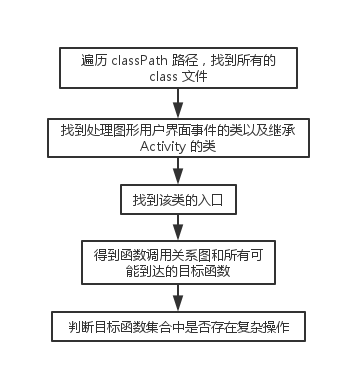 遍历 classPath 路径，找到所有的
class 文件
找到处理图形用户界面事件的类以及继承
Activity 的类
找到该类的入口
得到函数调用关系图和所有可
能到达的目标函数
判断目标函数集合中是否存在复杂操作